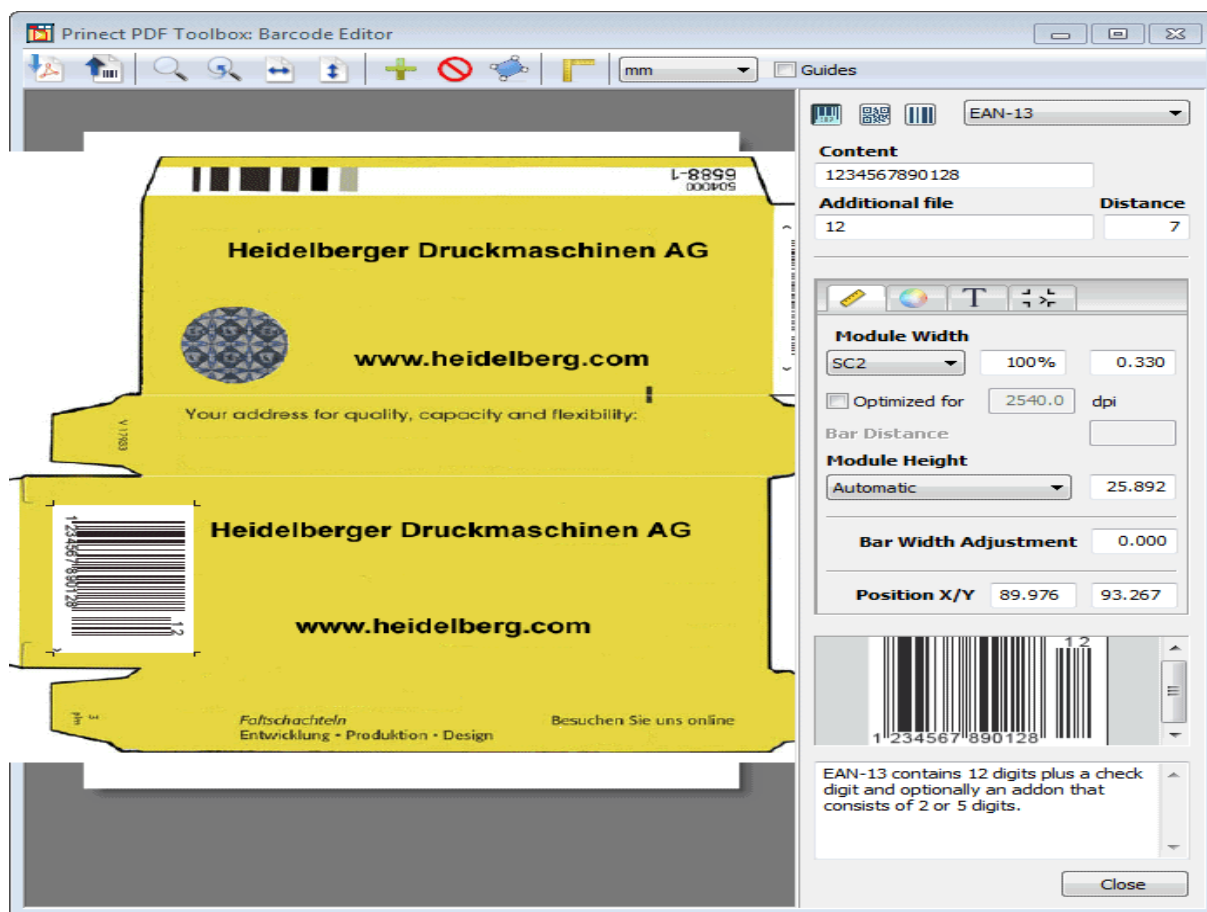 Prinect PDF Toolbox: Barcode Editor
mm
Guides
EAN-13
Content
1234567890128
Additional file Distance
12 7
Module Width
SC2 100% 0.330
Optimized for 2540.0 dpi
Bar Distance
Module Height
Automatic 25.892
Bar Width Adjustment 0.000
Position X/Y 89.976 93.267
12
1 234567 890128
EAN-13 contains 12 digits plus a check
digit and optionally an addon that
consists of 2 or 5 digits.
Close
6588-1
504000
Heidelberger Druckmaschinen AG
www.heidelberg.com
Your address for quality, capacity and flexibility:
V 17933
Heidelberger Druckmaschinen AG
1 234567 890128
12
www.heidelberg.com
Faltschachteln
Besuchen Sie uns online
Entwicklung • Produktion • Design